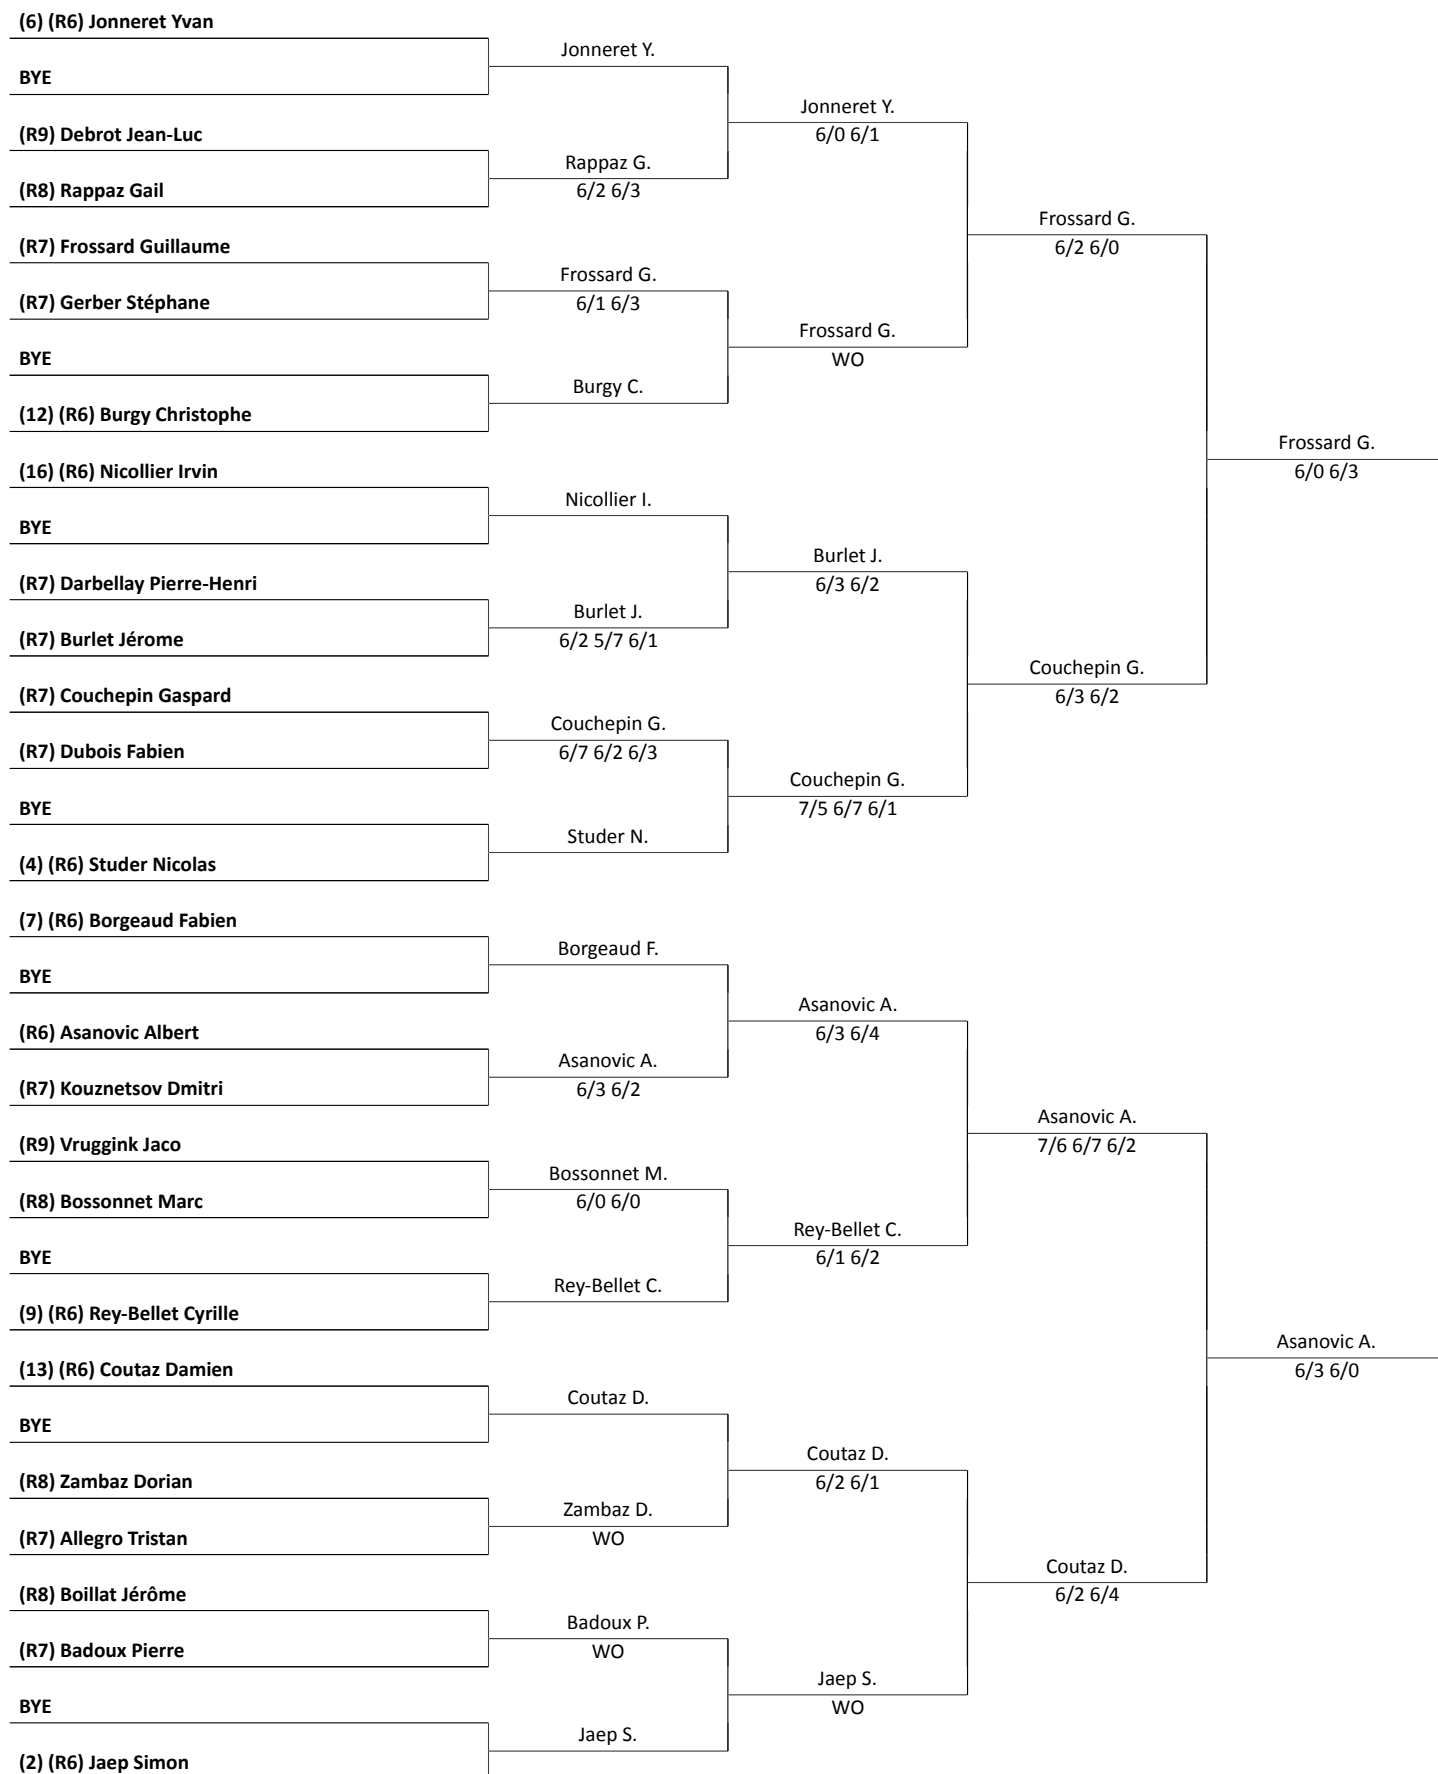 (6) (R6) Jonneret Yvan
Jonneret Y.
BYE
Jonneret Y.
6/0 6/1
(R9) Debrot Jean-Luc
Rappaz G.
6/2 6/3
(R8) Rappaz Gail
Frossard G.
6/2 6/0
(R7) Frossard Guillaume
Frossard G.
6/1 6/3
(R7) Gerber Stéphane
Frossard G.
WO
BYE
Burgy C.
(12) (R6) Burgy Christophe
Frossard G.
6/0 6/3
(16) (R6) Nicollier Irvin
Nicollier I.
BYE
Burlet J.
6/3 6/2
(R7) Darbellay Pierre-Henri
Burlet J.
6/2 5/7 6/1
(R7) Burlet Jérome
Couchepin G.
6/3 6/2
(R7) Couchepin Gaspard
Couchepin G.
6/7 6/2 6/3
(R7) Dubois Fabien
Couchepin G.
7/5 6/7 6/1
BYE
Studer N.
(4) (R6) Studer Nicolas
(7) (R6) Borgeaud Fabien
Borgeaud F.
BYE
Asanovic A.
6/3 6/4
(R6) Asanovic Albert
Asanovic A.
6/3 6/2
(R7) Kouznetsov Dmitri
Asanovic A.
7/6 6/7 6/2
(R9) Vruggink Jaco
Bossonnet M.
6/0 6/0
(R8) Bossonnet Marc
Rey-Bellet C.
6/1 6/2
BYE
Rey-Bellet C.
(9) (R6) Rey-Bellet Cyrille
Asanovic A.
6/3 6/0
(13) (R6) Coutaz Damien
Coutaz D.
BYE
Coutaz D.
6/2 6/1
(R8) Zambaz Dorian
Zambaz D.
WO
(R7) Allegro Tristan
Coutaz D.
6/2 6/4
(R8) Boillat Jérôme
Badoux P.
WO
(R7) Badoux Pierre
Jaep S.
WO
BYE
Jaep S.
(2) (R6) Jaep Simon